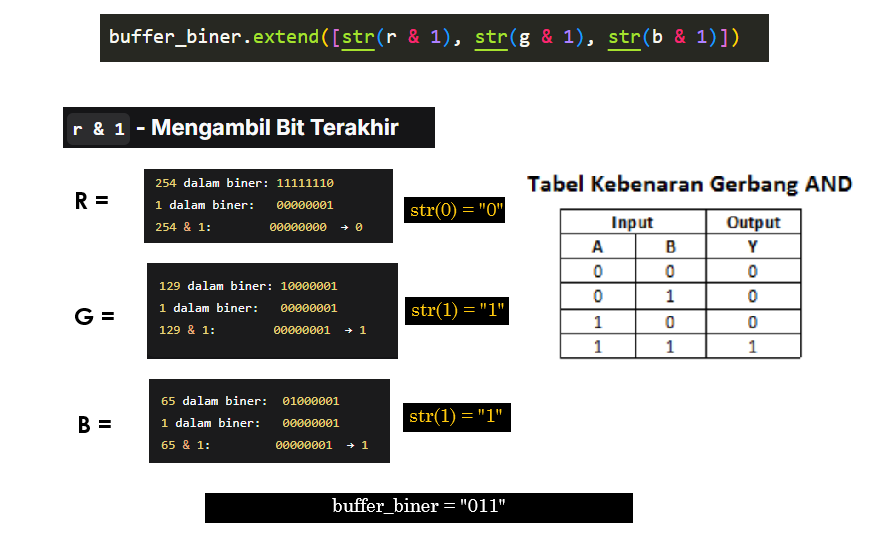 buffer_biner.extend([str(r & 1), str(g & 1), str(b & 1)])
r & 1 - Mengambil Bit Terakhir
R =
254 dalam biner: 11111110
1 dalam biner: 00000001
254 & 1: 00000000 → 0
str(0) = "0"
G =
129 dalam biner: 10000001
1 dalam biner: 00000001
129 & 1: 00000001 → 1
str(1) = "1"
B =
65 dalam biner: 01000001
1 dalam biner: 00000001
65 & 1: 00000001 → 1
str(1) = "1"
Tabel Kebenaran Gerbang AND
Input Output
A B Y
0 0 0
0 1 0
1 0 0
1 1 1
buffer_biner = "011"